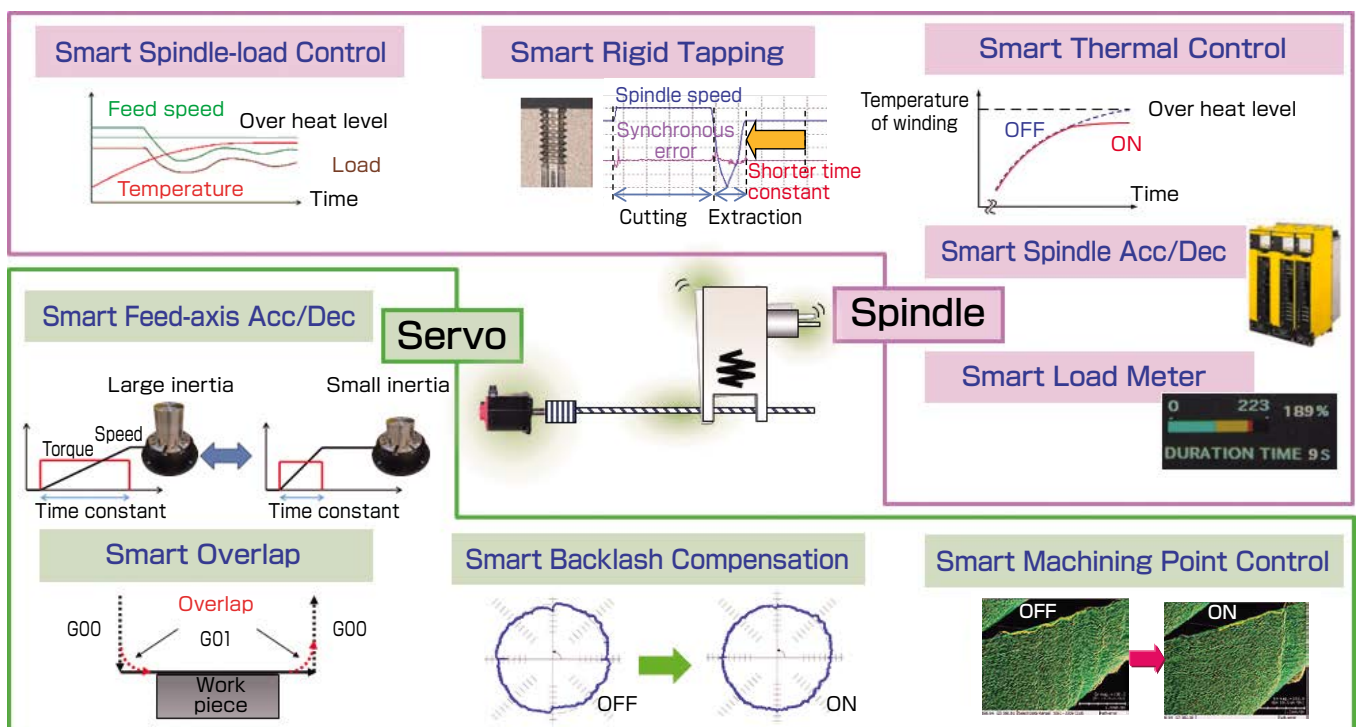 Smart Spindle-load Control
Feed speed
Over heat level
Load
Temperature
Time
Smart Rigid Tapping
Spindle speed
Synchronous
error
Shorter time
constant
Cutting
Extraction
Smart Thermal Control
Temperature
of winding
Over heat level
OFF
ON
Time
Smart Spindle Acc/Dec
Spindle
Smart Load Meter
0 223 189%
DURATION TIME 9S
Smart Feed-axis Acc/Dec
Servo
Large inertia
Small inertia
Speed
Torque
Time constant
Time constant
Smart Overlap
Overlap
G00
G01
G00
Work
piece
Smart Backlash Compensation
OFF
ON
Smart Machining Point Control
OFF
ON